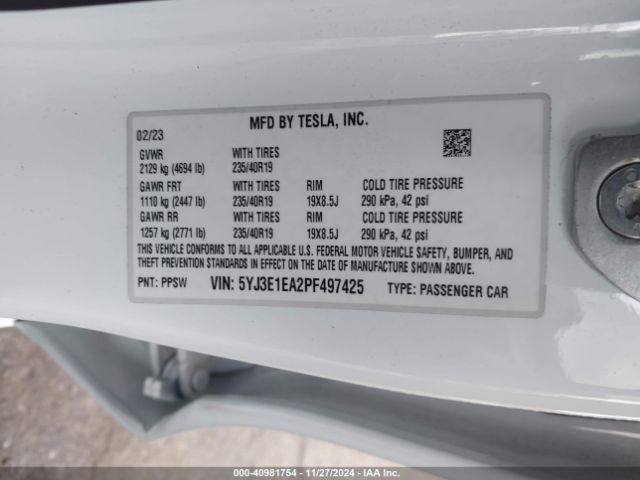 MFD BY TESLA, INC.
02/23
GVWR WITH TIRES
2129 kg (4694 lb) 235/40R19
GAWR FRT WITH TIRES RIM COLD TIRE PRESSURE
1110 kg (2447 lb) 235/40R19 19X8.5J 290 kPa, 42 psi
GAWR RR WITH TIRES RIM COLD TIRE PRESSURE
1257 kg (2771 lb) 235/40R19 19X8.5J 290 kPa, 42 psi
THIS VEHICLE CONFORMS TO ALL APPLICABLE U.S. FEDERAL MOTOR VEHICLE SAFETY, BUMPER, AND
THEFT PREVENTION STANDARDS IN EFFECT ON THE DATE OF MANUFACTURE SHOWN ABOVE.
PNT: PPSW VIN: 5YJ3E1EA2PF497425 TYPE: PASSENGER CAR
000-40981754 | 11/27/2024 | IAA Inc.